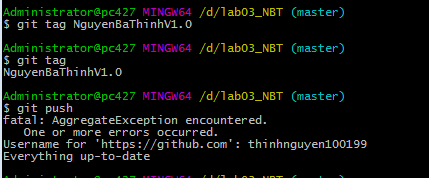 Administrator@pc427 MINGW64 /d/lab03_NBT (master)
$ git tag NguyenBaThinhV1.0
Administrator@pc427 MINGW64 /d/lab03_NBT (master)
$ git tag
NguyenBaThinhV1.0
Administrator@pc427 MINGW64 /d/lab03_NBT (master)
$ git push
fatal: AggregateException encountered.
   One or more errors occurred.
Username for 'https://github.com': thinhnguyen100199
Everything up-to-date